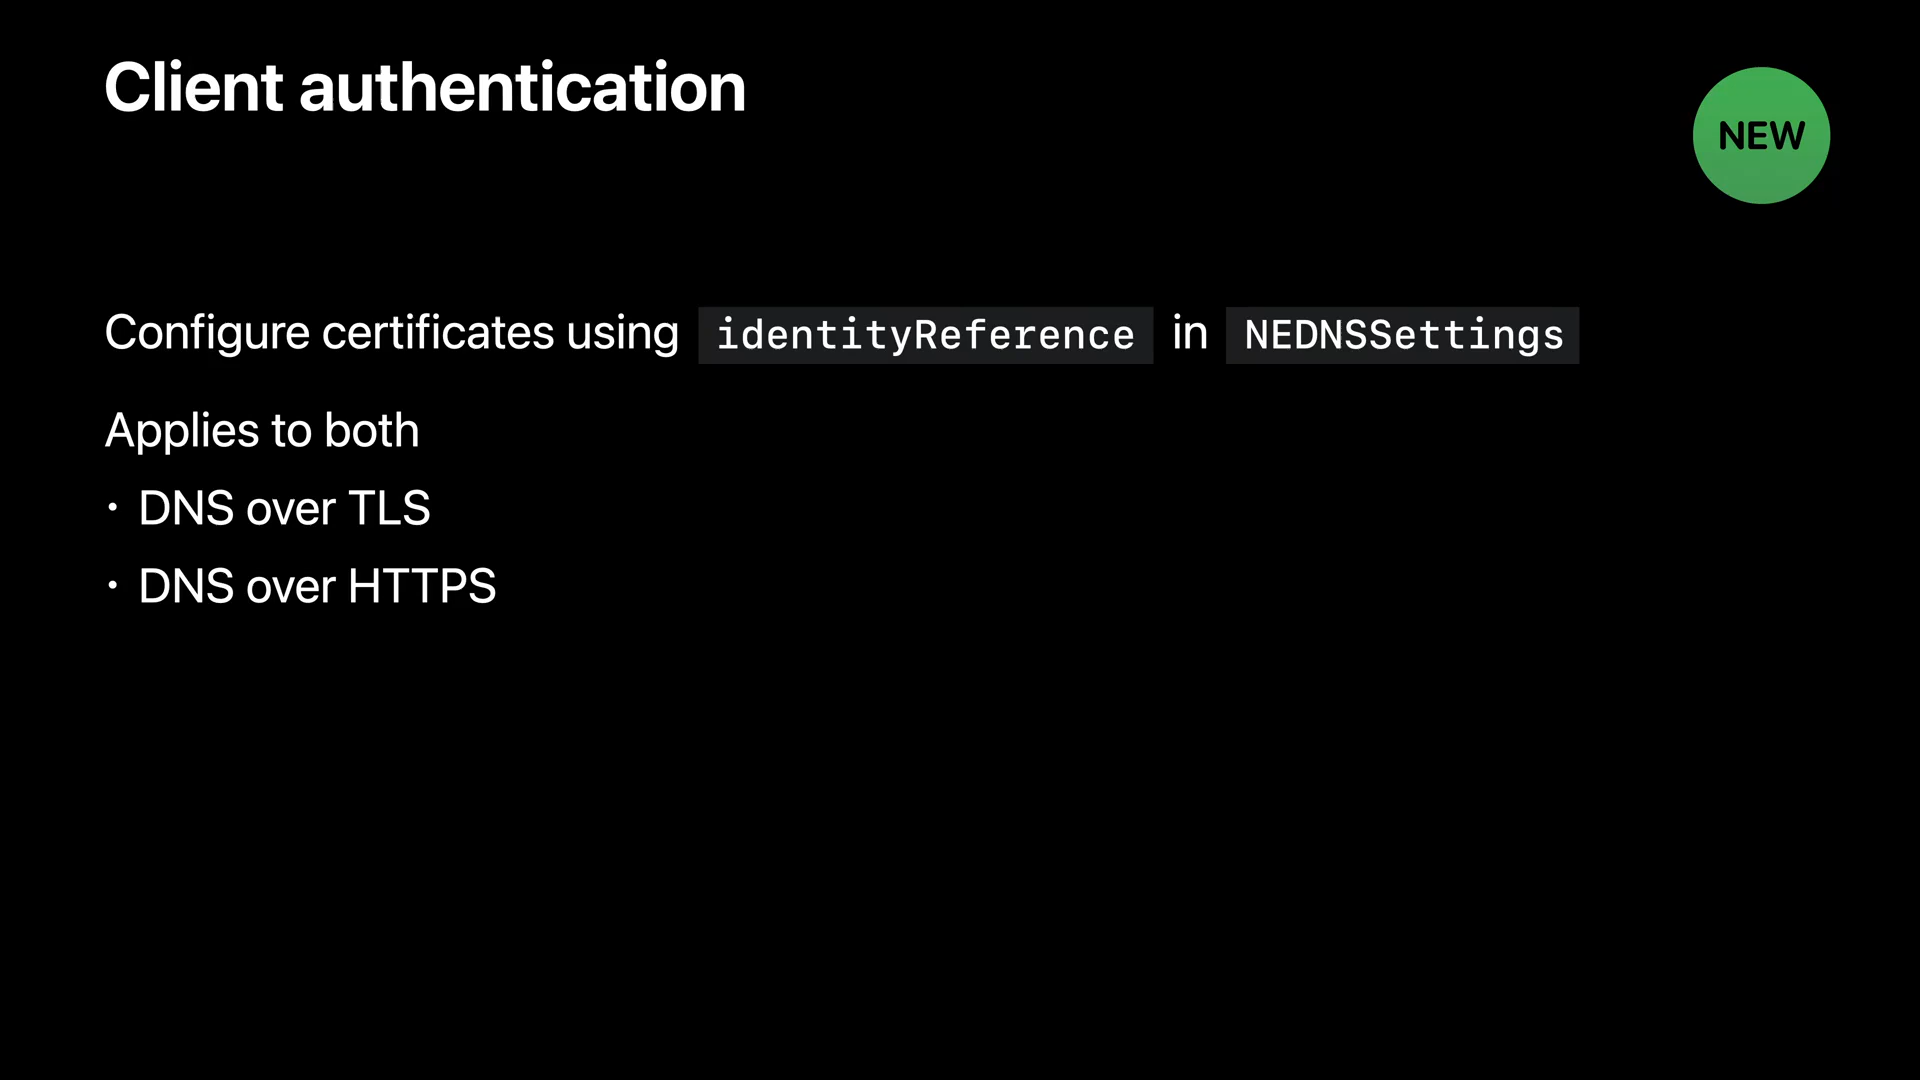 Client authentication
NEW
Configure certificates using identityReference in NEDNSSettings
Applies to both
• DNS over TLS
• DNS over HTTPS